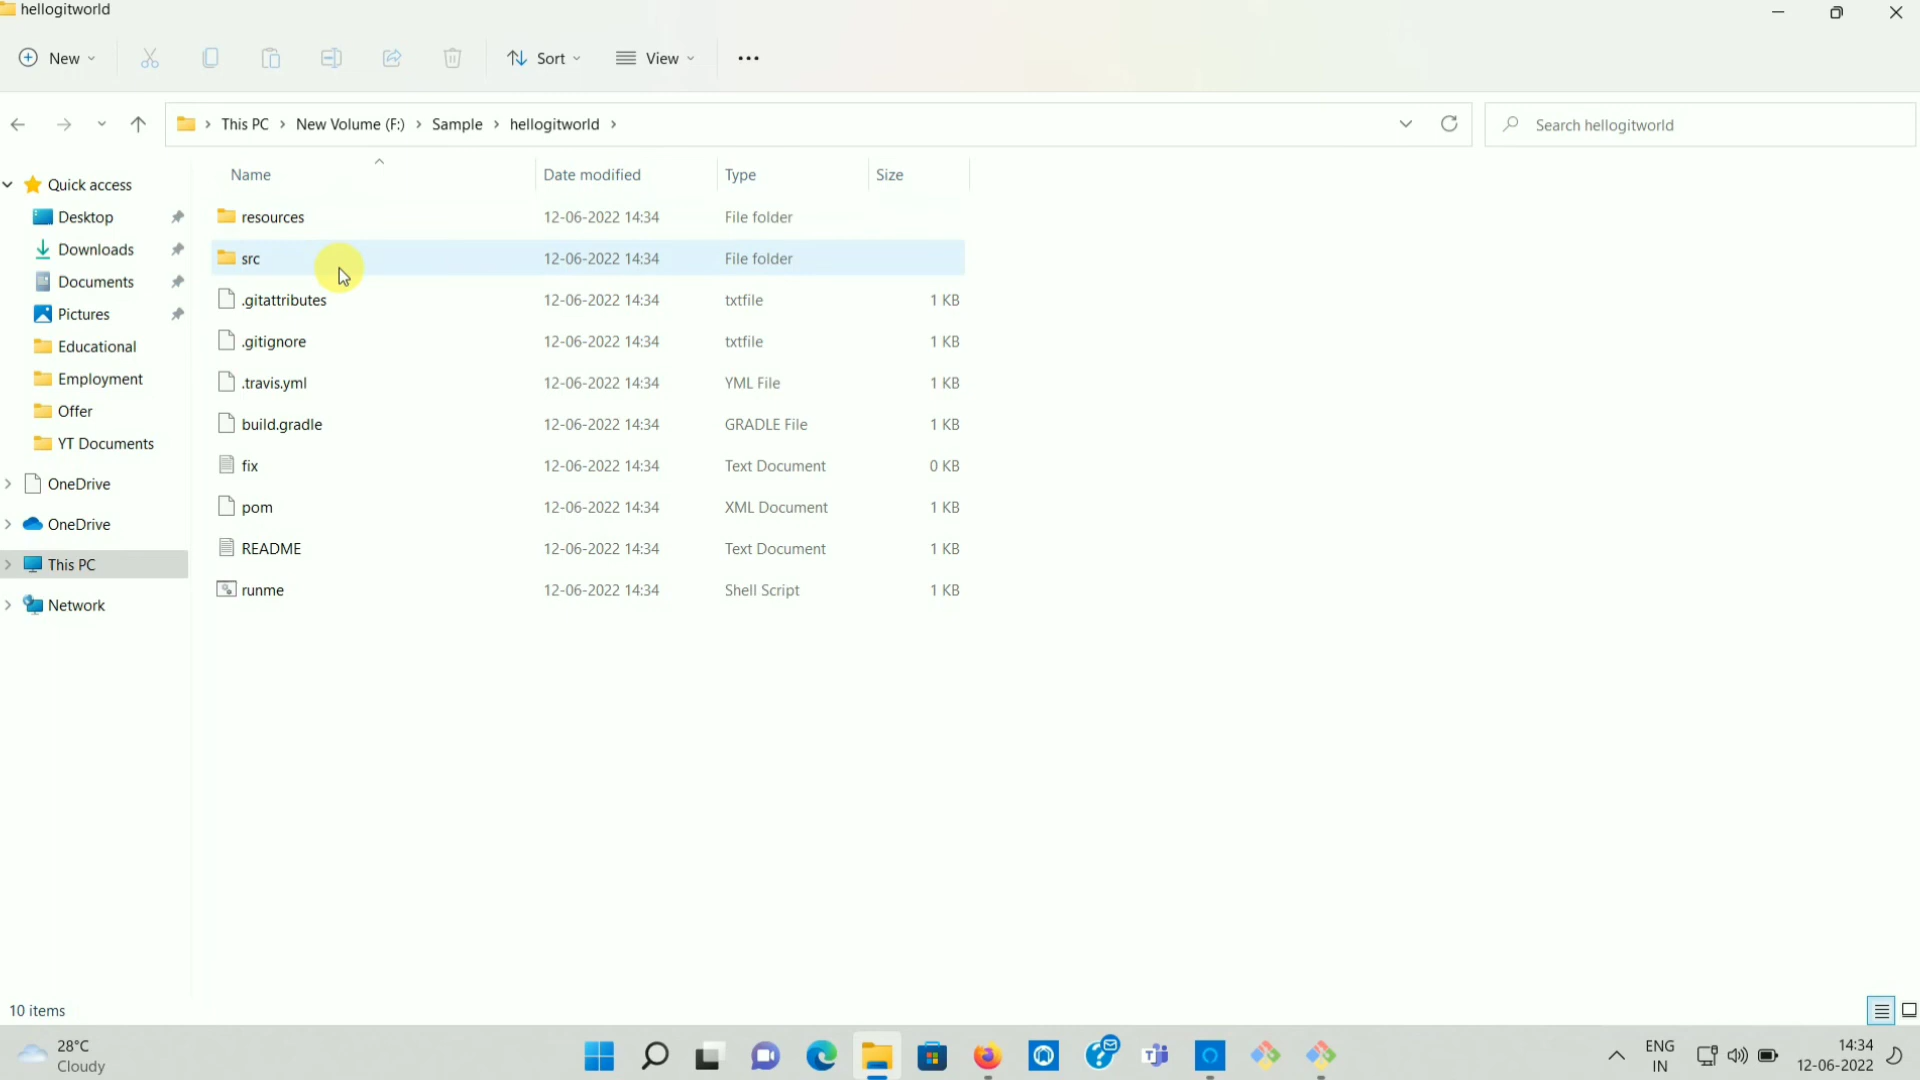 hellogitworld
New Sort View
This PC New Volume (F:) Sample hellogitworld
Search hellogitworld
Name Date modified Type Size
Quick access
Desktop
Downloads
Documents
Pictures
Educational
Employment
Offer
YT Documents
OneDrive
OneDrive
This PC
Network
resources 12-06-2022 14:34 File folder
src 12-06-2022 14:34 File folder
.gitattributes 12-06-2022 14:34 txtfile 1 KB
.gitignore 12-06-2022 14:34 txtfile 1 KB
.travis.yml 12-06-2022 14:34 YML File 1 KB
build.gradle 12-06-2022 14:34 GRADLE File 1 KB
fix 12-06-2022 14:34 Text Document 0 KB
pom 12-06-2022 14:34 XML Document 1 KB
README 12-06-2022 14:34 Text Document 1 KB
runme 12-06-2022 14:34 Shell Script 1 KB
10 items
28°C
Cloudy
ENG
IN
14:34
12-06-2022